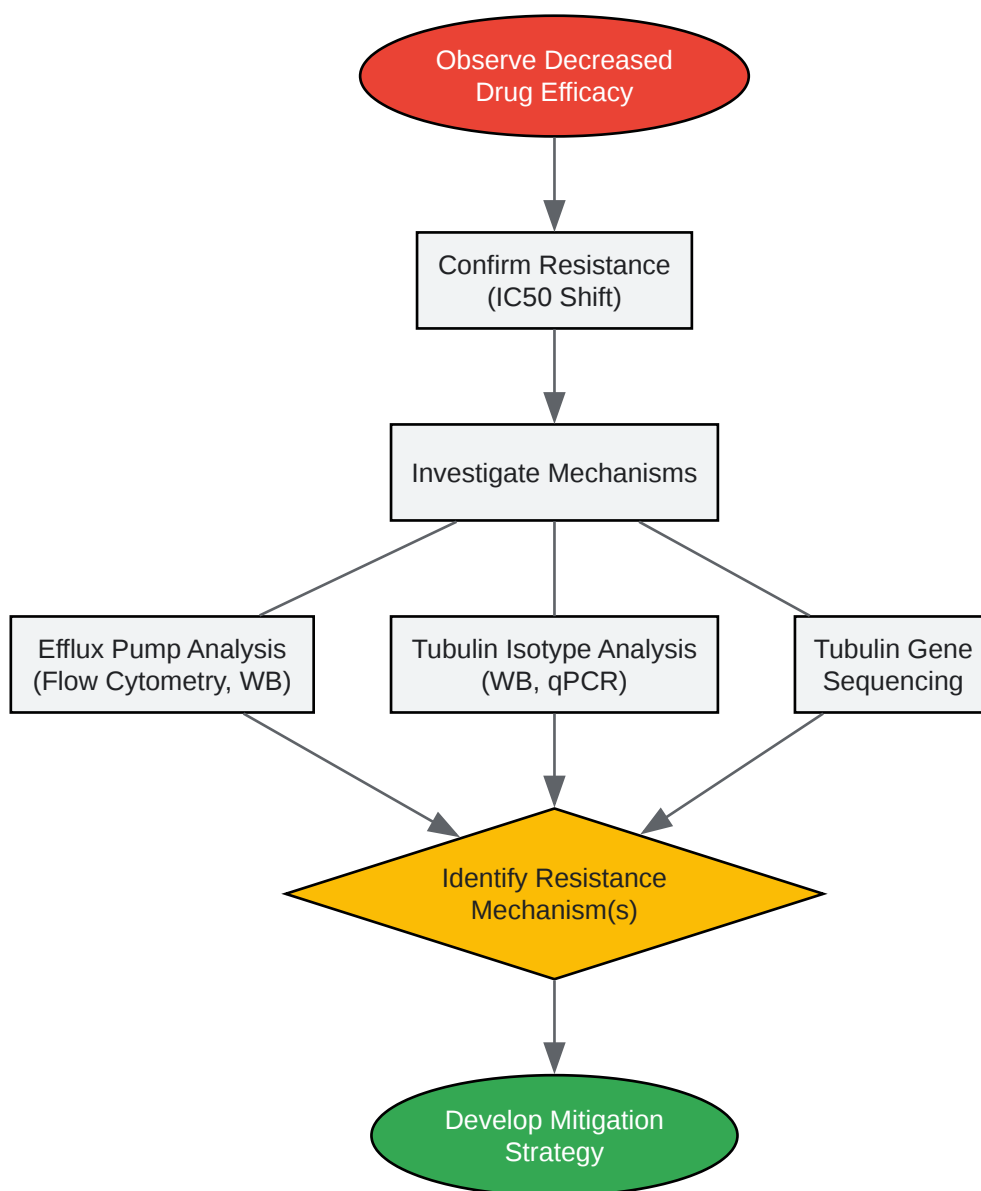 Observe Decreased
Drug Efficacy
Confirm Resistance
(IC50 Shift)
Investigate Mechanisms
Efflux Pump Analysis
(Flow Cytometry, WB)
Tubulin Isotype Analysis
(WB, qPCR)
Tubulin Gene
Sequencing
Identify Resistance
Mechanism(s)
Develop Mitigation
Strategy